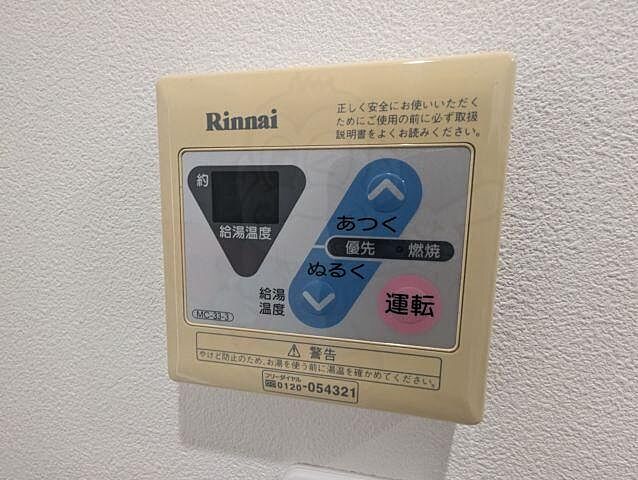 Rinnai
正しく安全にお使いいただく
ためにご使用の前に必ず取扱
説明書をよくお読みください。
約
給湯温度
あつく
優先 燃焼
ぬるく
給湯
温度
運転
MC-33-3
⚠ 警告
やけど防止のため、お湯を使う前に湯温を確かめてください。
フリーダイヤル
0120-054321